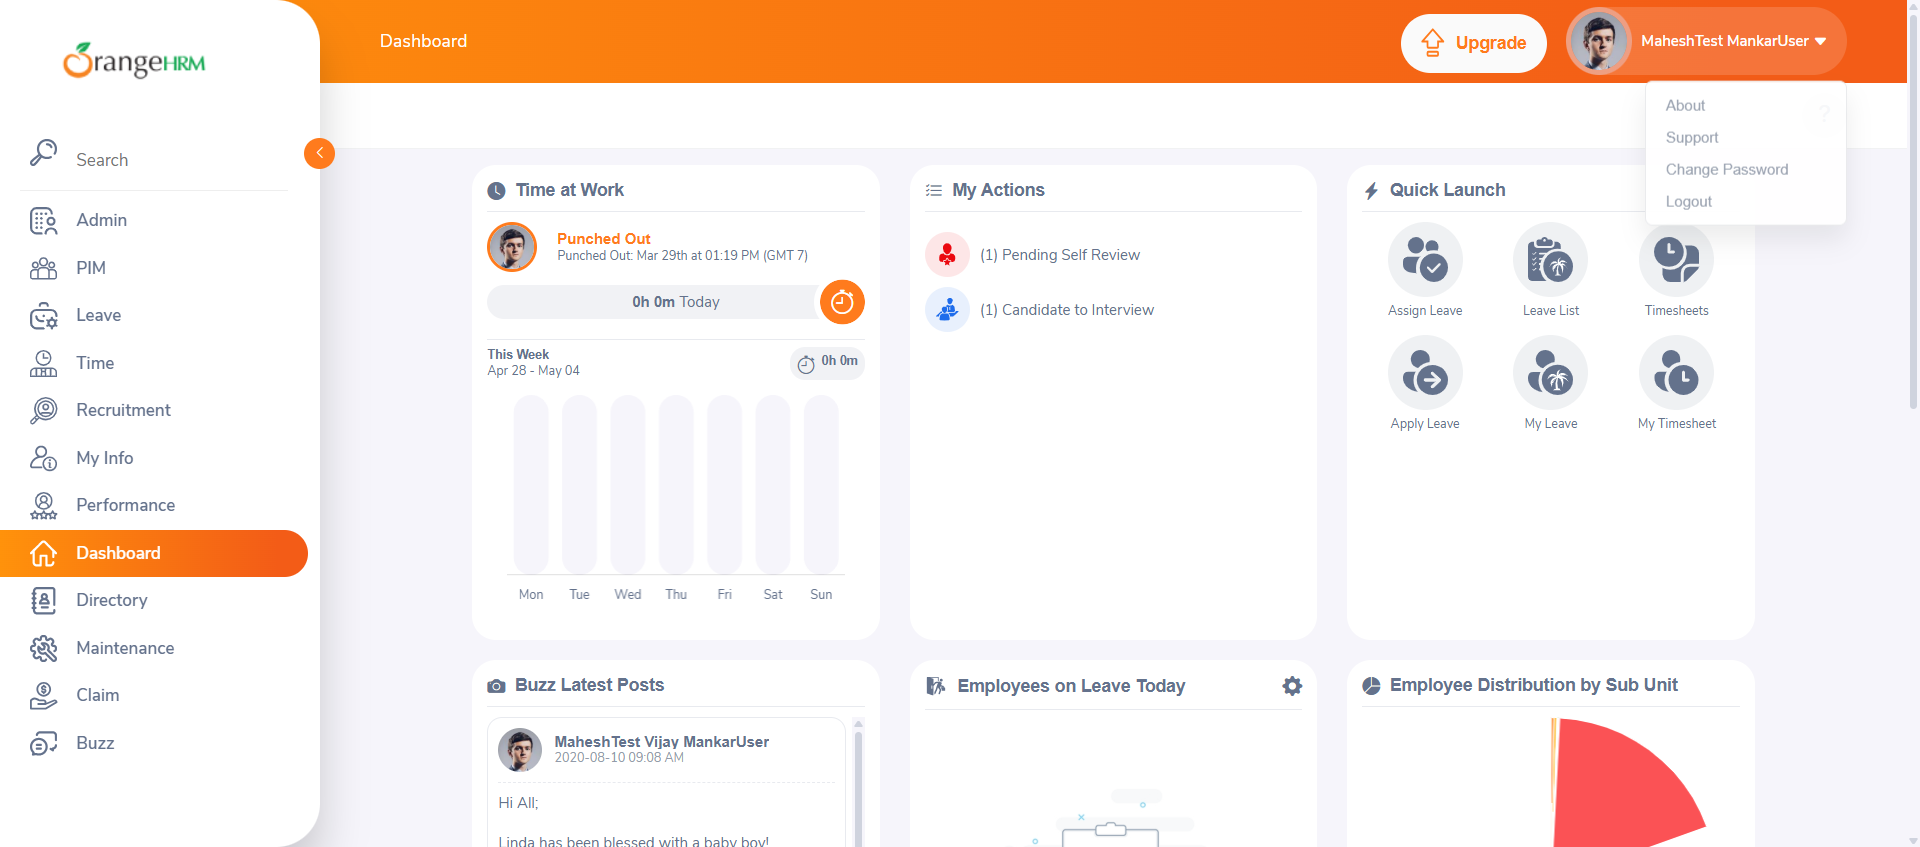 OrangeHRM
Search
Admin
PIM
Leave
Time
Recruitment
My Info
Performance
Dashboard
Directory
Maintenance
Claim
Buzz
Dashboard
Upgrade
MaheshTest MankarUser
About
Support
Change Password
Logout
?
Time at Work
Punched Out
Punched Out: Mar 29th at 01:19 PM (GMT 7)
0h 0m Today
This Week
Apr 28 - May 04
0h 0m
Mon Tue Wed Thu Fri Sat Sun
My Actions
(1) Pending Self Review
(1) Candidate to Interview
Quick Launch
Assign Leave
Leave List
Timesheets
Apply Leave
My Leave
My Timesheet
Buzz Latest Posts
MaheshTest Vijay MankarUser
2020-08-10 09:08 AM
Hi All;
Linda has been blessed with a baby boy!
Employees on Leave Today
Employee Distribution by Sub Unit